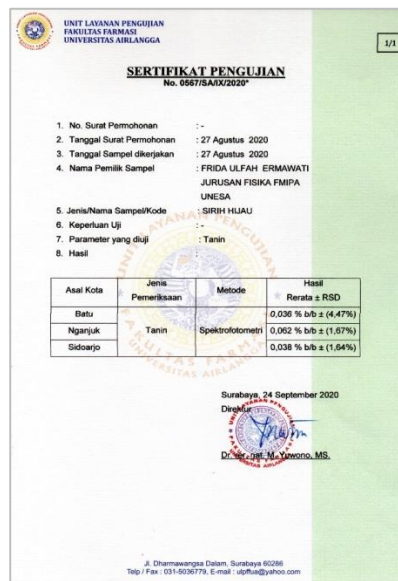 UNIT LAYANAN PENGUJIAN
FAKULTAS FARMASI
UNIVERSITAS AIRLANGGA
1/1
SERTIFIKAT PENGUJIAN
No. 0567/SA/IX/2020*
1. No. Surat Permohonan : -
2. Tanggal Surat Permohonan : 27 Agustus 2020
3. Tanggal Sampel dikerjakan : 27 Agustus 2020
4. Nama Pemilik Sampel : FRIDA ULFAH ERMAWATI
JURUSAN FISIKA FMIPA
UNESA
5. Jenis/Nama Sampel/Kode : SIRIH HIJAU
6. Keperluan Uji : -
7. Parameter yang diuji : Tanin
8. Hasil :
Asal Kota Jenis Pemeriksaan Metode Hasil Rerata ± RSD
Batu Tanin Spektrofotometri 0,036 % b/b ± (4,47%)
Nganjuk 0,062 % b/b ± (1,67%)
Sidoarjo 0,038 % b/b ± (1,64%)
Surabaya, 24 September 2020
Direktur
Dr. rer. nat. M. Yuwono, MS.
Jl. Dharmawangsa Dalam, Surabaya 60286
Telp / Fax : 031-5036779, E-mail : ulpffua@yahoo.com